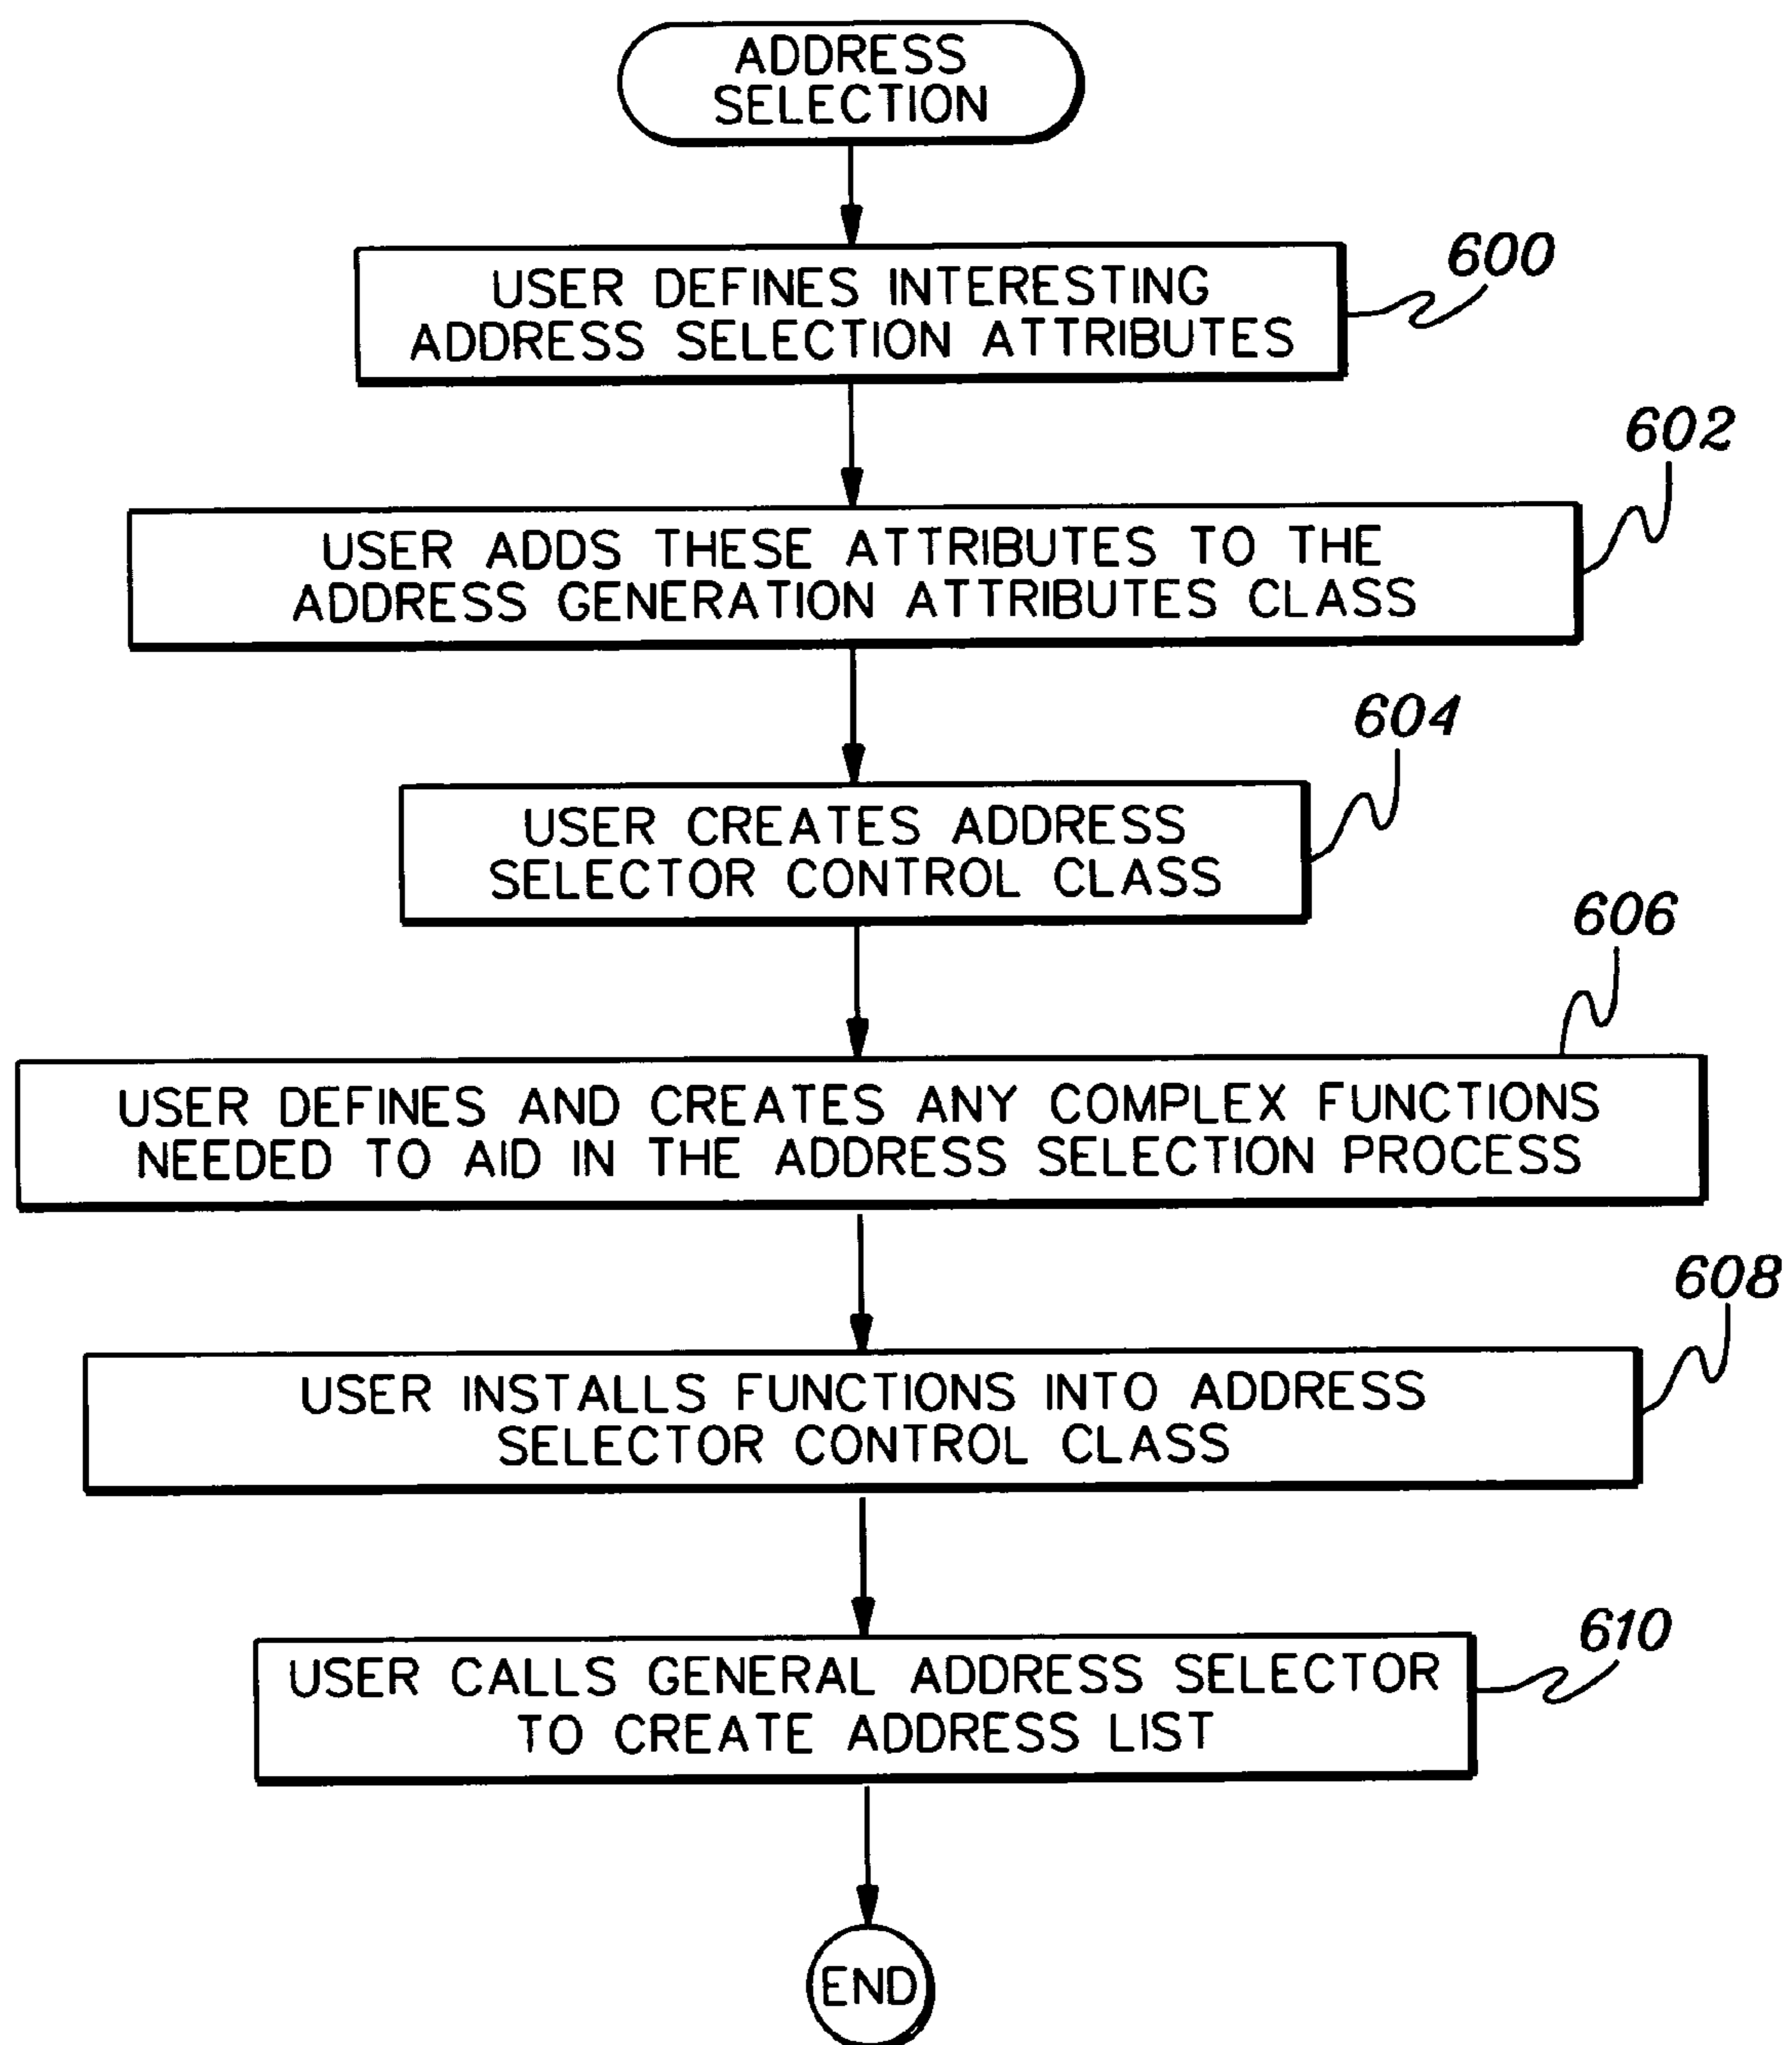 ADDRESS
SELECTION
600
USER DEFINES INTERESTING
ADDRESS SELECTION ATTRIBUTES
602
USER ADDS THESE ATTRIBUTES TO THE
ADDRESS GENERATION ATTRIBUTES CLASS
604
USER CREATES ADDRESS
SELECTOR CONTROL CLASS
606
USER DEFINES AND CREATES ANY COMPLEX FUNCTIONS
NEEDED TO AID IN THE ADDRESS SELECTION PROCESS
608
USER INSTALLS FUNCTIONS INTO ADDRESS
SELECTOR CONTROL CLASS
610
USER CALLS GENERAL ADDRESS SELECTOR
TO CREATE ADDRESS LIST
END